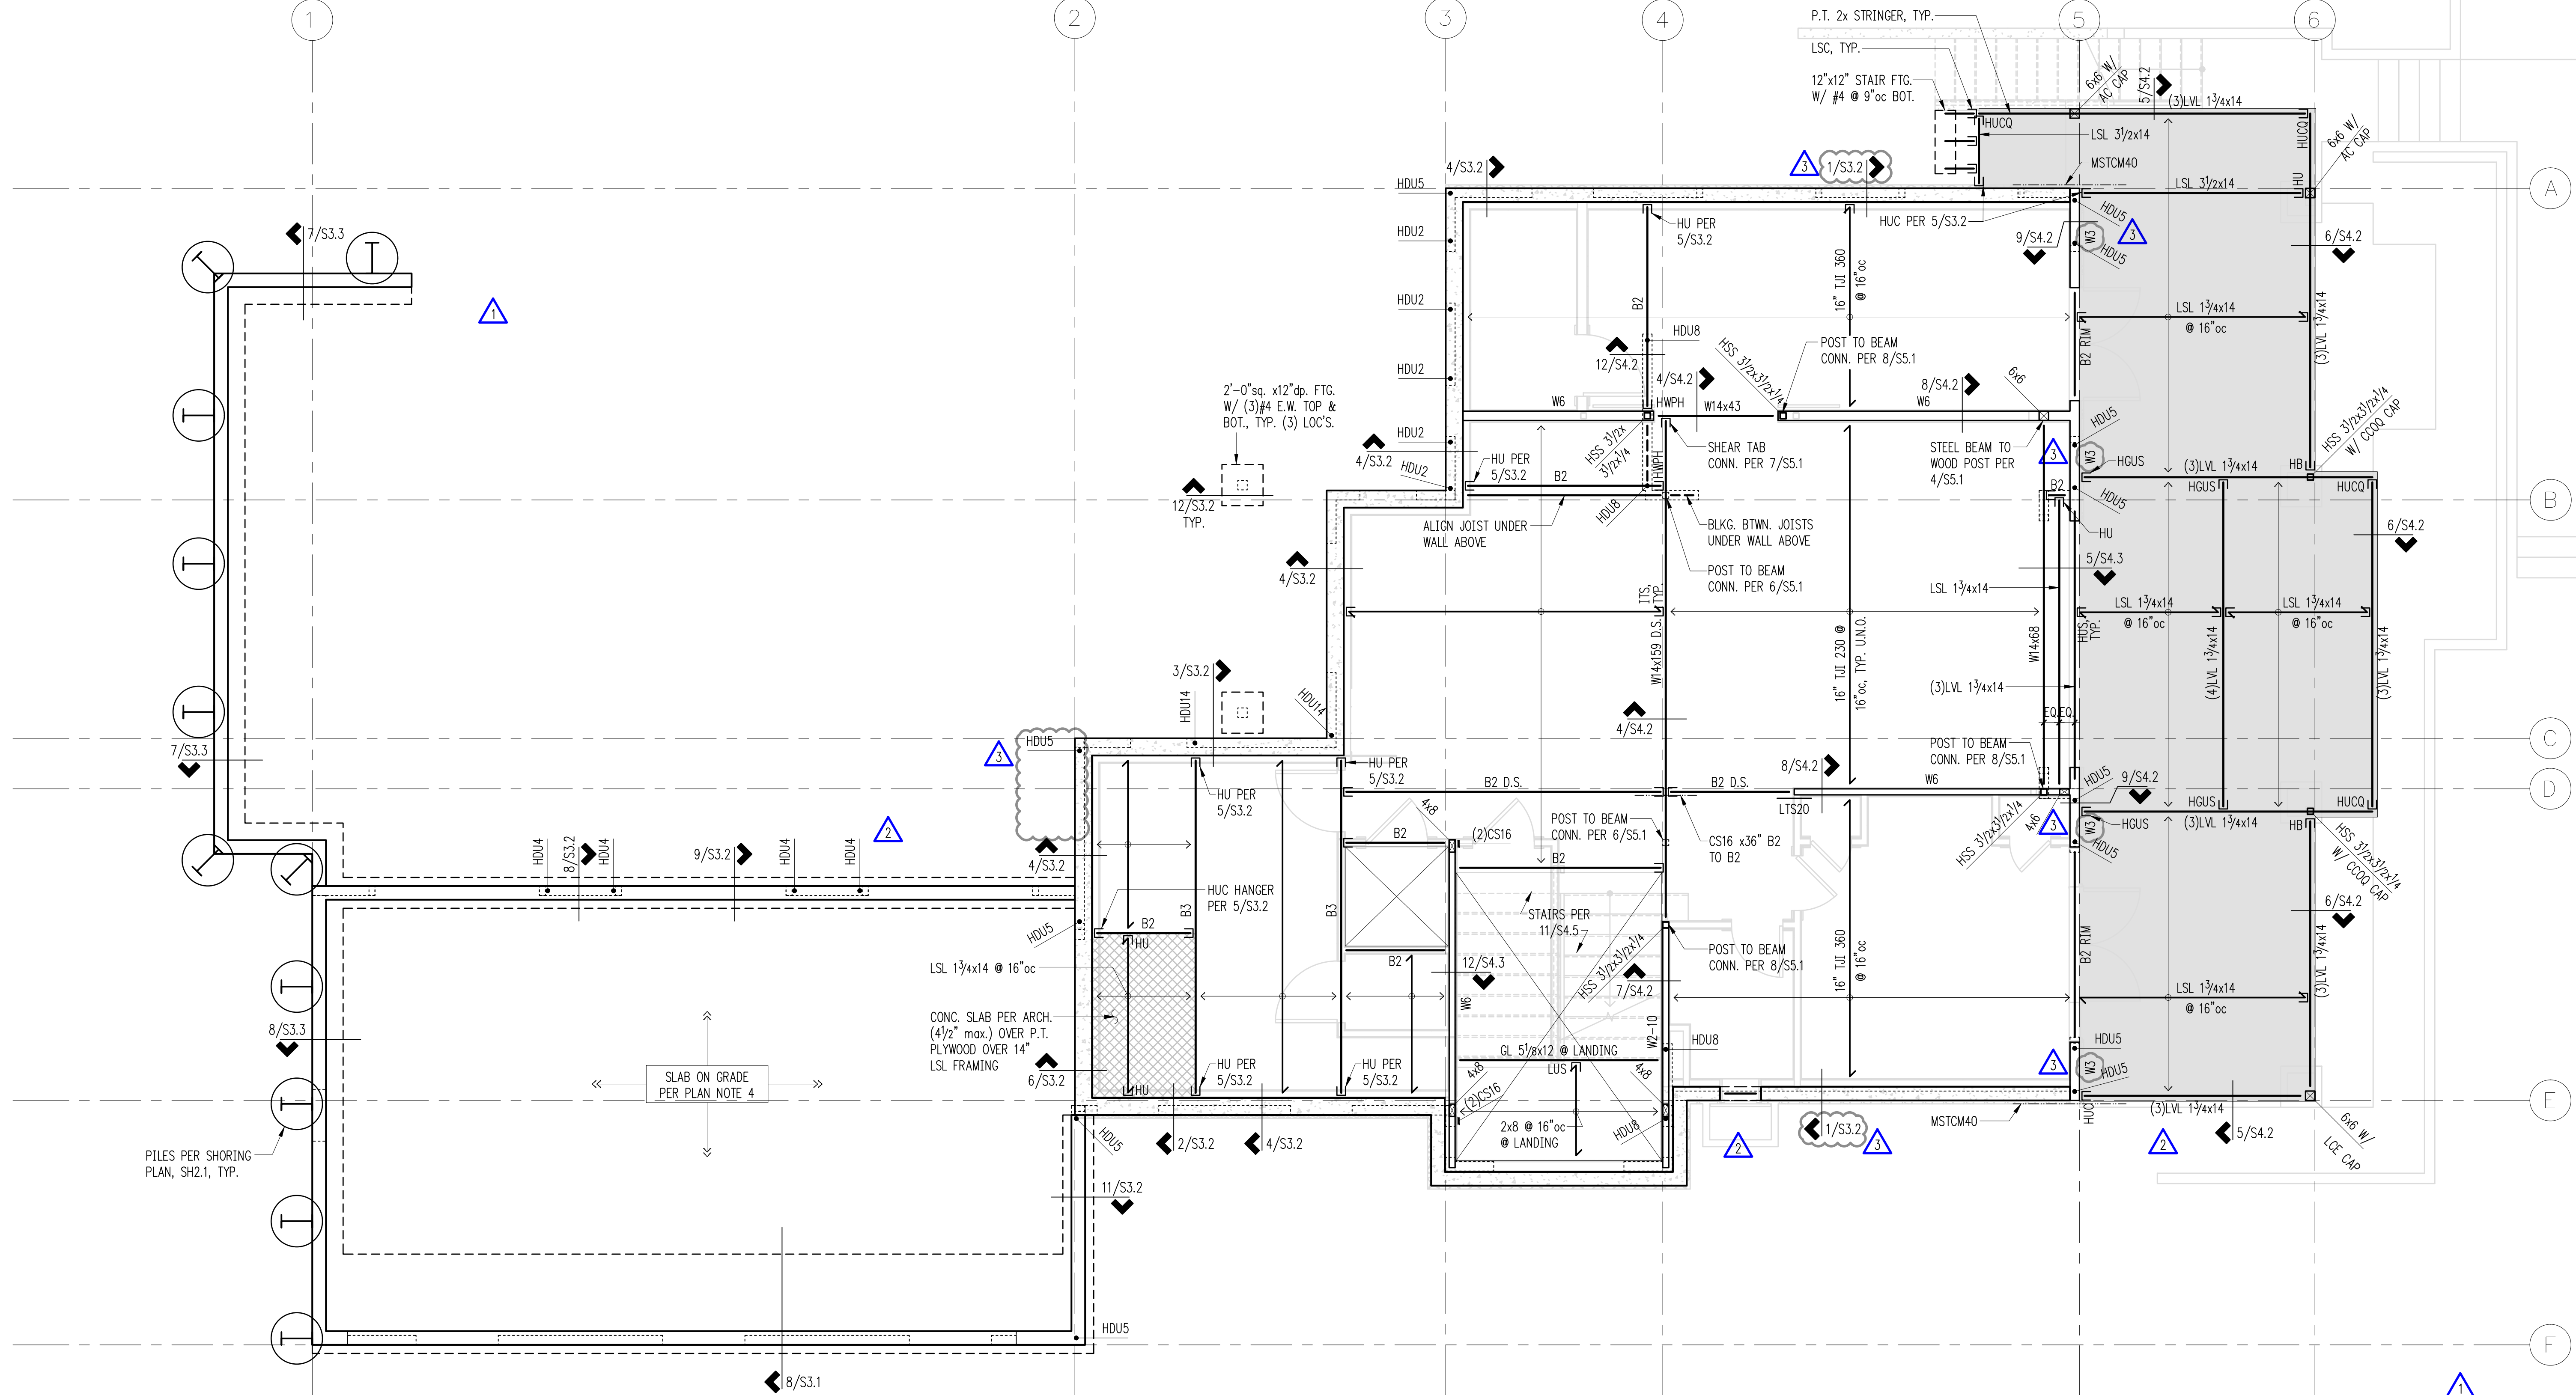 1
2
3
4
5
6
P.T. 2x STRINGER, TYP.
LSC, TYP.
12"x12" STAIR FTG.
W/ #4 @ 9"oc BOT.
6x6 W/
AC CAP
5/S4.2
(3)LVL 1¾x14
HUCQ
LSL 3½x14
MSTCM40
HUCQ
6x6 W/
AC CAP
HU
LSL 3½x14
A
4/S3.2
3
1/S3.2
HDU5
HUC PER 5/S3.2
HDU5
W3
3
HDU5
9/S4.2
6/S4.2
7/S3.3
HDU2
HU PER
5/S3.2
16" TJI 360
@ 16"oc
B2
1
HDU2
HDU8
12/S4.2
LSL 1¾x14
@ 16"oc
B2 RIM
(3)LVL 1¾x14
POST TO BEAM
CONN. PER 8/S5.1
HSS 3½x3½x¼
HDU2
4/S4.2
8/S4.2
6x6
2'-0"sq. x12"dp. FTG.
W/ (3)#4 E.W. TOP &
BOT., TYP. (3) LOC'S.
W6
HWPH
W14x43
W6
HDU5
HSS 3½x3½x¼
W/ CCOQ CAP
HDU2
4/S3.2
HDU2
HU PER
5/S3.2
HSS 3½x
3½x¼
HWPH
SHEAR TAB
CONN. PER 7/S5.1
STEEL BEAM TO
WOOD POST PER
4/S5.1
3
W3
HGUS
(3)LVL 1¾x14
HB
B2
12/S3.2
TYP.
HDU8
B2
HDU5
HGUS
HUCQ
B
ALIGN JOIST UNDER
WALL ABOVE
BLKG. BTWN. JOISTS
UNDER WALL ABOVE
HU
6/S4.2
4/S3.2
POST TO BEAM
CONN. PER 6/S5.1
5/S4.3
LSL 1¾x14
ITS,
TYP.
LSL 1¾x14
@ 16"oc
LSL 1¾x14
@ 16"oc
HUS,
TYP.
W14x159 D.S.
16" TJI 230 @
16"oc, TYP. U.N.O.
W14x68
(4)LVL 1¾x14
(3)LVL 1¾x14
3/S3.2
(3)LVL 1¾x14
HDU14
HDU14
4/S4.2
EQ.
EQ.
7/S3.3
3
HDU5
C
HU PER
5/S3.2
8/S4.2
POST TO BEAM
CONN. PER 8/S5.1
HDU5
9/S4.2
B2 D.S.
B2 D.S.
W6
D
HU PER
5/S3.2
4x8
LTS20
HSS 3½x3½x¼
4x6
HGUS
HUCQ
HGUS
(3)LVL 1¾x14
HB
2
HDU4
8/S3.2
HDU4
9/S3.2
HDU4
HDU4
4/S3.2
B2
(2)CS16
POST TO BEAM
CONN. PER 6/S5.1
CS16 x36" B2
TO B2
3
W3
HDU5
HSS 3½x3½x¼
W/ CCOQ CAP
B2
HUC HANGER
PER 5/S3.2
B3
B3
B2
HU
HDU5
STAIRS PER
11/S4.5
6/S4.2
LSL 1¾x14 @ 16"oc
B2
12/S4.3
HSS 3½x3½x¼
POST TO BEAM
CONN. PER 8/S5.1
7/S4.2
16" TJI 360
@ 16"oc
B2 RIM
(3)LVL 1¾x14
LSL 1¾x14
@ 16"oc
W6
W2-10
CONC. SLAB PER ARCH.
(4½" max.) OVER P.T.
PLYWOOD OVER 14"
LSL FRAMING
8/S3.3
GL 5⅛x12 @ LANDING
HDU8
HDU5
SLAB ON GRADE
PER PLAN NOTE 4
6/S3.2
HU
HU PER
5/S3.2
HU PER
5/S3.2
4x8
(2)CS16
LUS
4x8
3
W3
HDU5
E
(3)LVL 1¾x14
HUC
MSTCM40
2x8 @ 16"oc
@ LANDING
HDU8
HDU5
2/S3.2
4/S3.2
2
1/S3.2
3
2
5/S4.2
6x6 W/
LCE CAP
PILES PER SHORING
PLAN, SH2.1, TYP.
11/S3.2
HDU5
F
8/S3.1
1